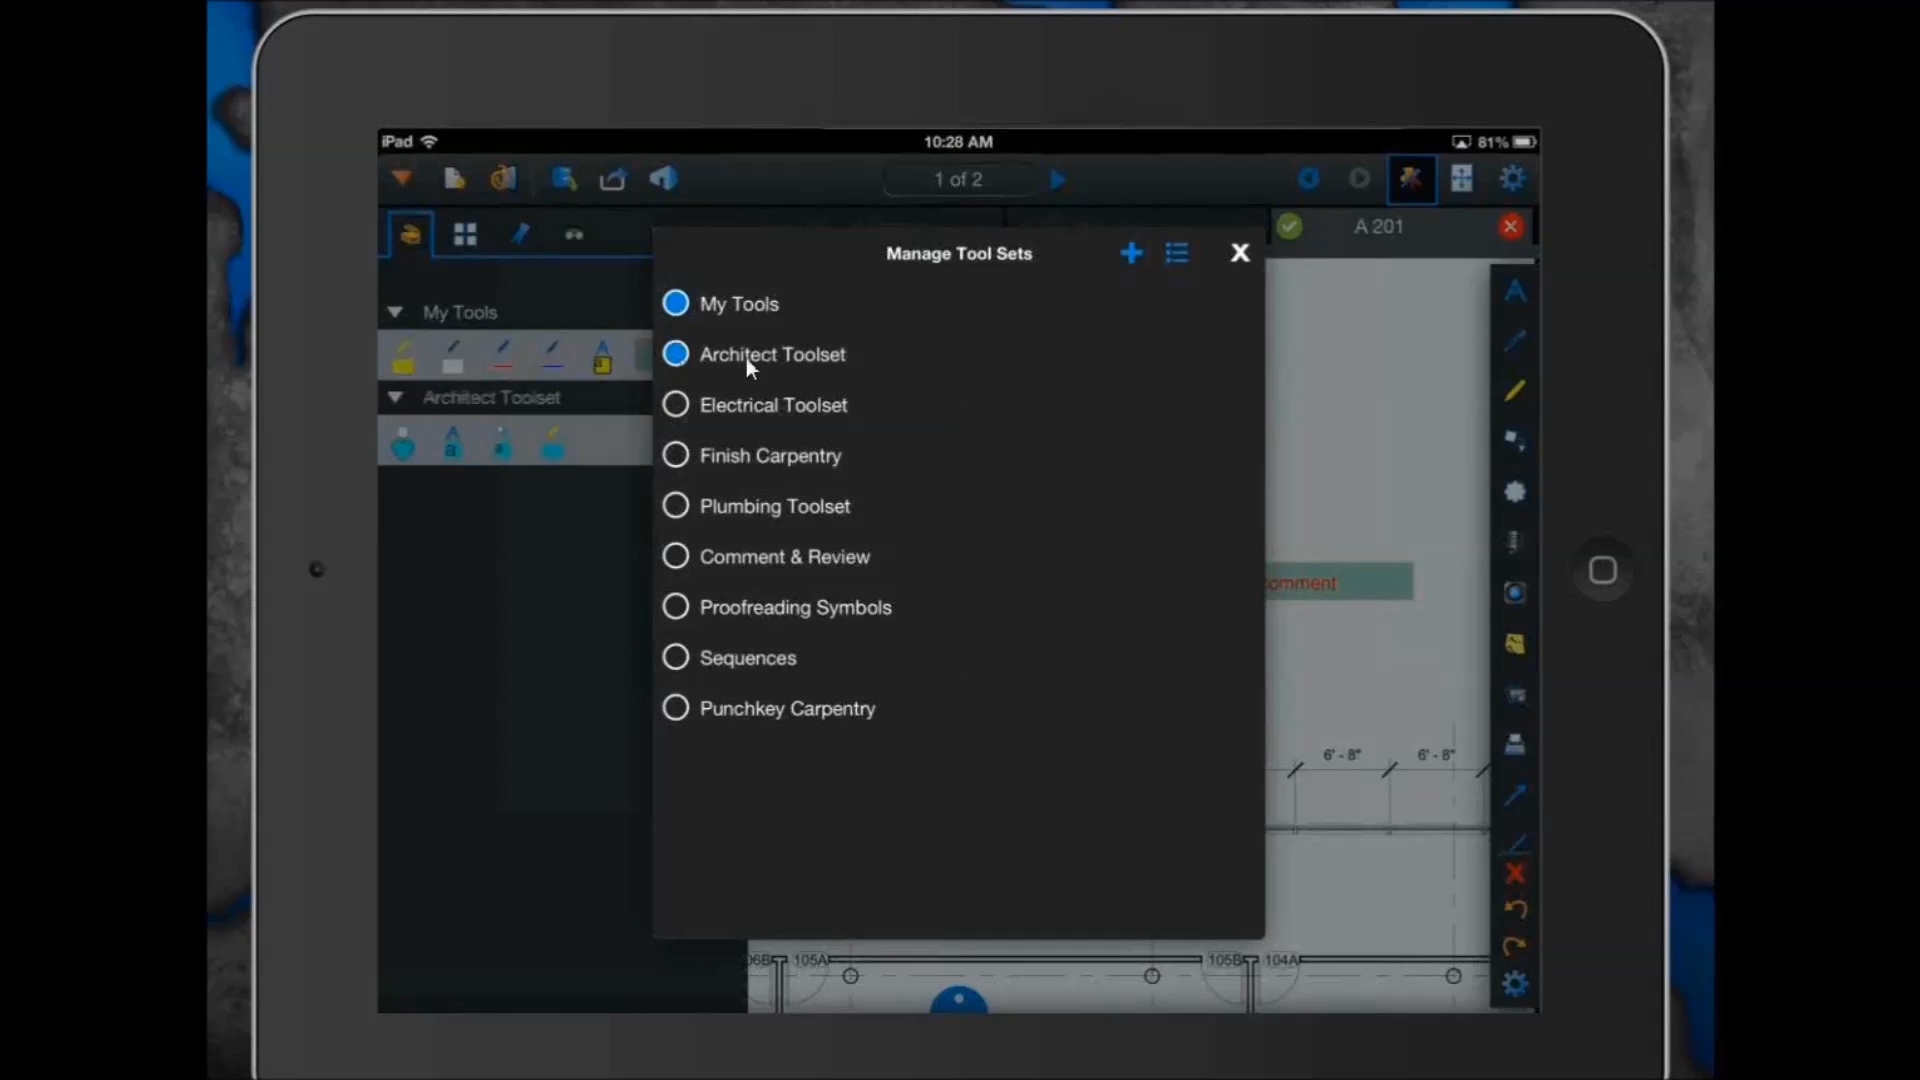 iPad 10:28 AM 81%
1 of 2
A 201
Manage Tool Sets
My Tools
Architect Toolset
Electrical Toolset
Finish Carpentry
Plumbing Toolset
Comment & Review
Proofreading Symbols
Sequences
Punchkey Carpentry
My Tools
Architect Toolset
comment
6' - 8" 6' - 8"
06B 105A 105B 104A